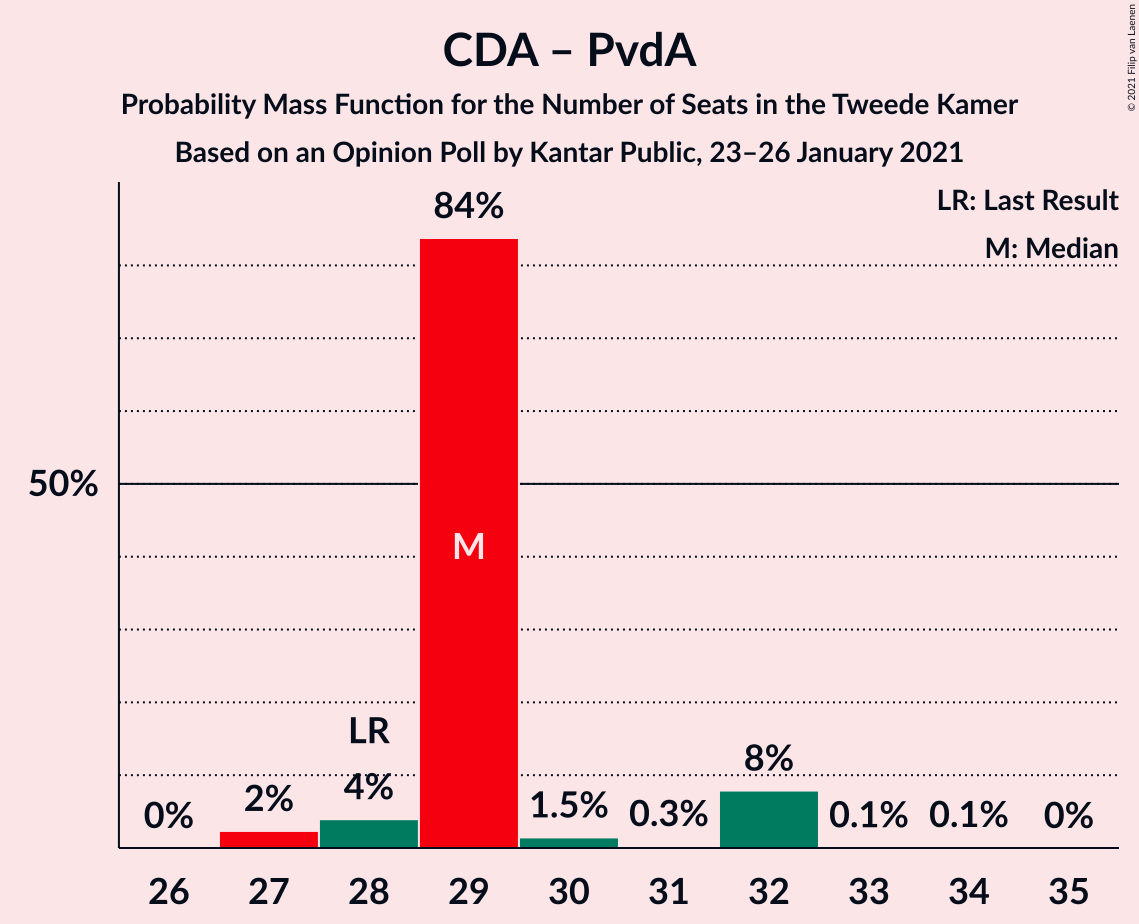 CDA – PvdA
Probability Mass Function for the Number of Seats in the Tweede Kamer
Based on an Opinion Poll by Kantar Public, 23–26 January 2021
© 2021 Filip van Laenen
LR: Last Result
M: Median
84%
50%
M
LR
0%
2%
4%
1.5%
0.3%
8%
0.1%
0.1%
0%
26 27 28 29 30 31 32 33 34 35